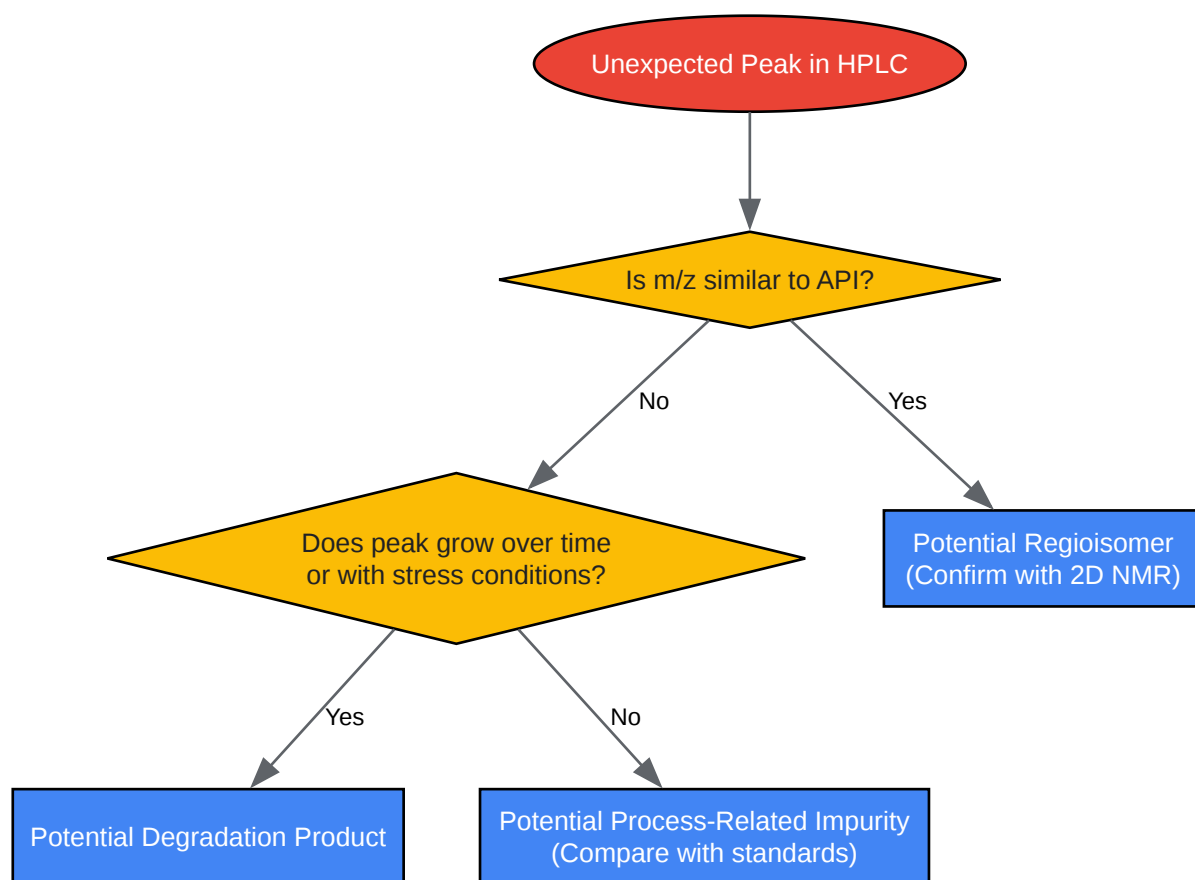 Unexpected Peak in HPLC
Is m/z similar to API?
No
Yes
Does peak grow over time
or with stress conditions?
Potential Regioisomer
(Confirm with 2D NMR)
Yes
No
Potential Degradation Product
Potential Process-Related Impurity
(Compare with standards)